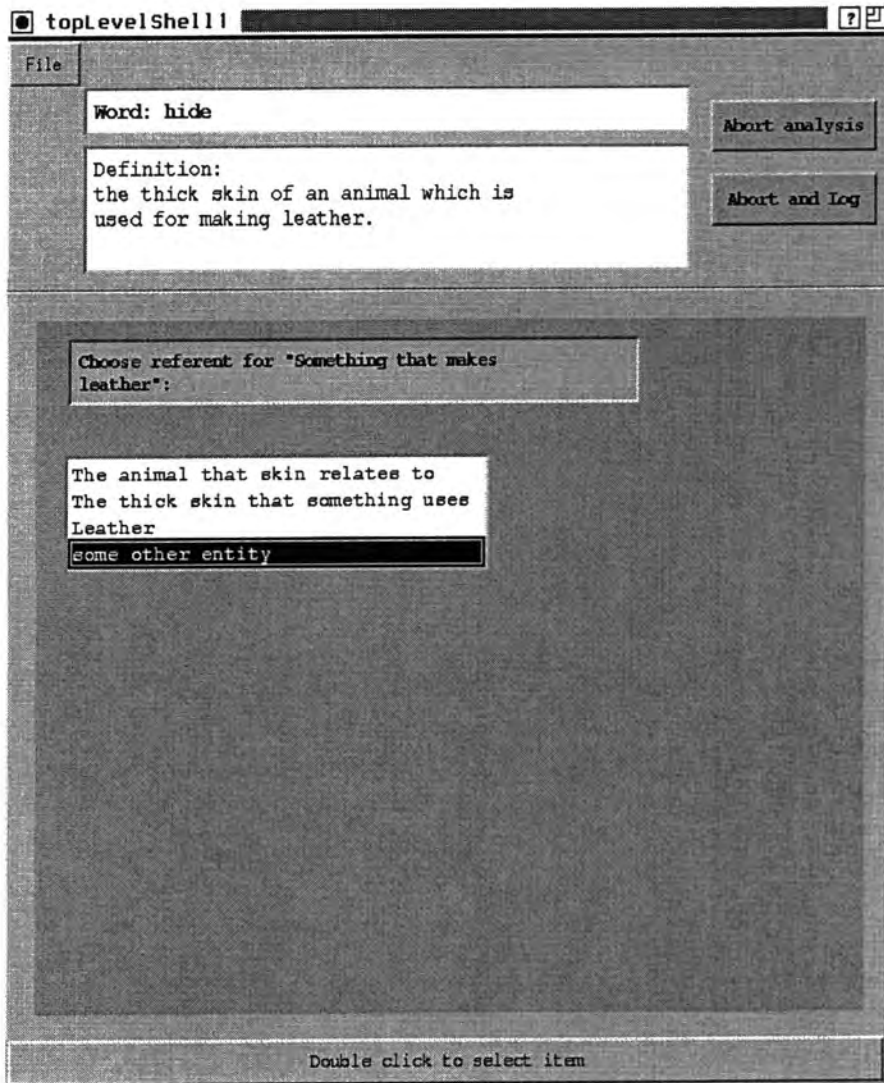 topLevelShell1
?
File
Word: hide
Abort analysis
Definition:
the thick skin of an animal which is
used for making leather.
Abort and Log
Choose referent for "Something that makes
leather":
The animal that skin relates to
The thick skin that something uses
Leather
some other entity
Double click to select item